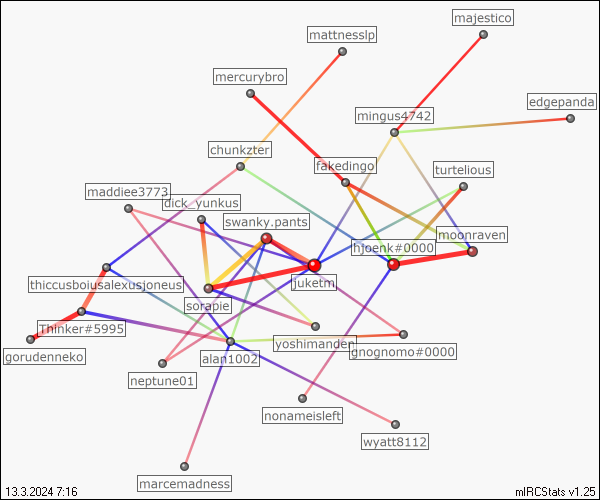 majestico
mattnesslp
mercurybro
edgepanda
mingus4742
chunkzter
fakedingo
turtelious
maddiee3773
dick_yunkus
swanky.pants
hjoenk#0000
moonraven
thiccusboiusalexusjoneus
juketm
sorapie
Thinker#5995
yoshimanden
gnognomo#0000
gorudenneko
alan1002
neptune01
nonameisleft
wyatt8112
marcemadness
13.3.2024 7:16
mIRCStats v1.25